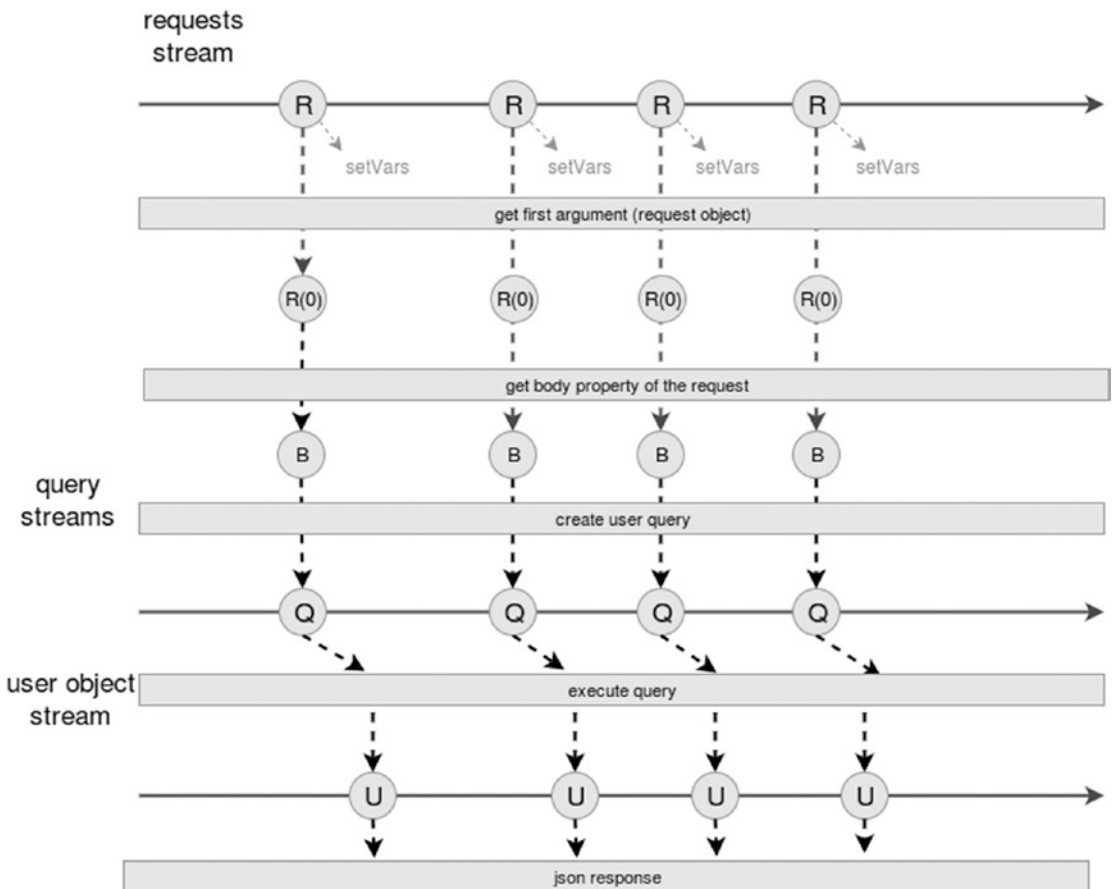 requests
stream
R R R R
setVars setVars setVars setVars
get first argument (request object)
R(0) R(0) R(0) R(0)
get body property of the request
B B B B
query
streams
create user query
Q Q Q Q
user object
stream
execute query
U U U U
json response